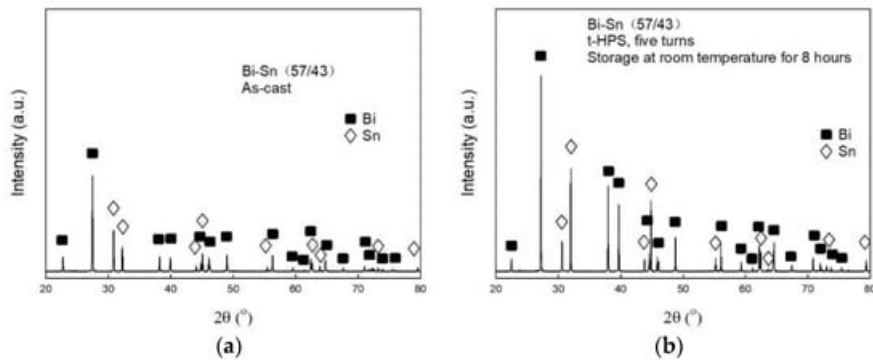 Bi-Sn（57/43）
As-cast
Bi
Sn
Intensity (a.u.)
20 30 40 50 60 70 80
2θ (°)
(a)
Bi-Sn（57/43）
t-HPS, five turns
Storage at room temperature for 8 hours
Bi
Sn
Intensity (a.u.)
20 30 40 50 60 70 80
2θ (°)
(b)